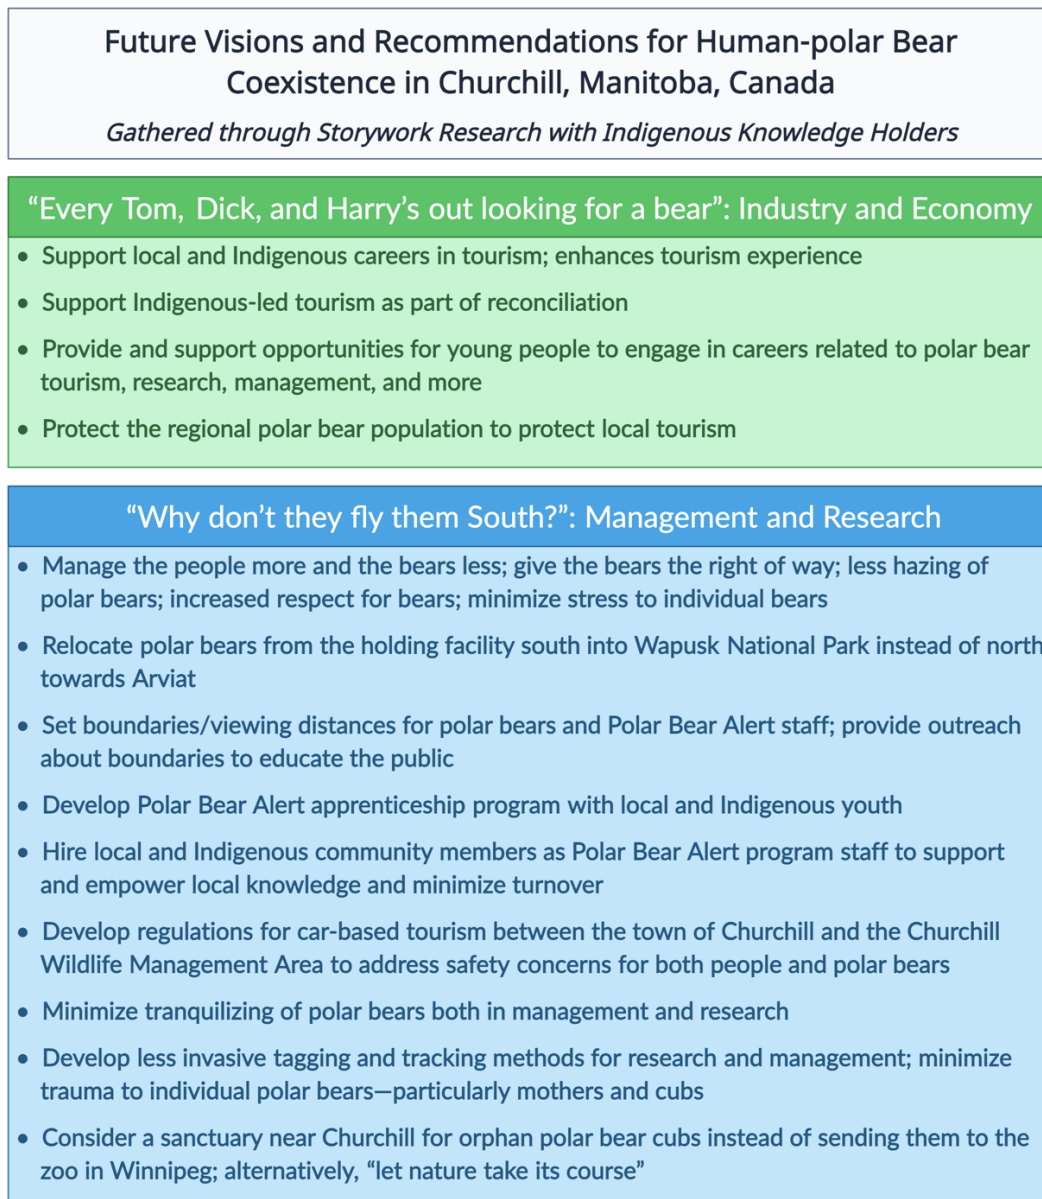 Future Visions and Recommendations for Human-polar Bear
Coexistence in Churchill, Manitoba, Canada
Gathered through Storywork Research with Indigenous Knowledge Holders
“Every Tom, Dick, and Harry’s out looking for a bear”: Industry and Economy
• Support local and Indigenous careers in tourism; enhances tourism experience
• Support Indigenous-led tourism as part of reconciliation
• Provide and support opportunities for young people to engage in careers related to polar bear
tourism, research, management, and more
• Protect the regional polar bear population to protect local tourism
“Why don’t they fly them South?”: Management and Research
• Manage the people more and the bears less; give the bears the right of way; less hazing of
polar bears; increased respect for bears; minimize stress to individual bears
• Relocate polar bears from the holding facility south into Wapusk National Park instead of north
towards Arviat
• Set boundaries/viewing distances for polar bears and Polar Bear Alert staff; provide outreach
about boundaries to educate the public
• Develop Polar Bear Alert apprenticeship program with local and Indigenous youth
• Hire local and Indigenous community members as Polar Bear Alert program staff to support
and empower local knowledge and minimize turnover
• Develop regulations for car-based tourism between the town of Churchill and the Churchill
Wildlife Management Area to address safety concerns for both people and polar bears
• Minimize tranquilizing of polar bears both in management and research
• Develop less invasive tagging and tracking methods for research and management; minimize
trauma to individual polar bears—particularly mothers and cubs
• Consider a sanctuary near Churchill for orphan polar bear cubs instead of sending them to the
zoo in Winnipeg; alternatively, “let nature take its course”